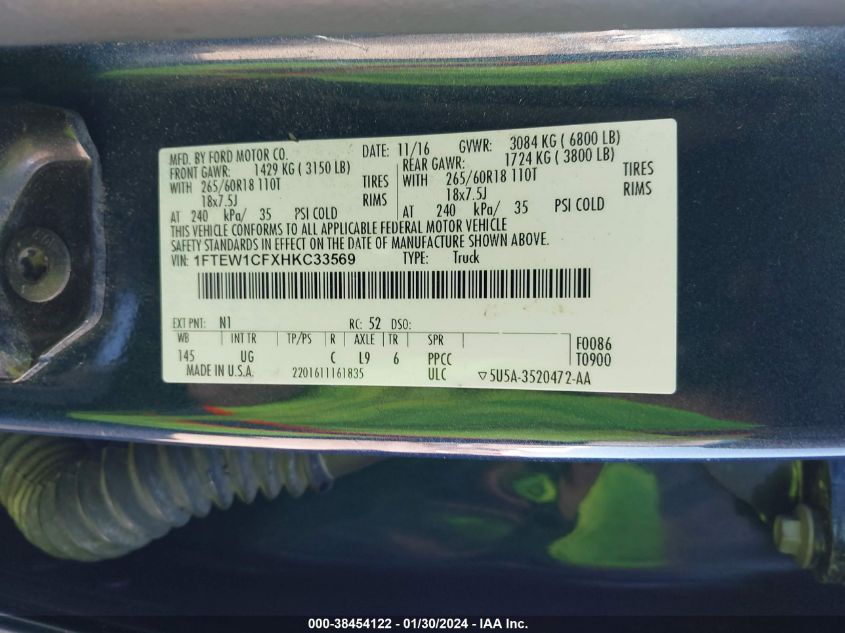 MFD. BY FORD MOTOR CO. DATE: 11/16 GVWR: 3084 KG ( 6800 LB)
FRONT GAWR: 1429 KG ( 3150 LB) REAR GAWR: 1724 KG ( 3800 LB)
WITH 265/60R18 110T TIRES WITH 265/60R18 110T TIRES
18x7.5J RIMS 18x7.5J RIMS
AT 240 kPa/ 35 PSI COLD AT 240 kPa/ 35 PSI COLD
THIS VEHICLE CONFORMS TO ALL APPLICABLE FEDERAL MOTOR VEHICLE
SAFETY STANDARDS IN EFFECT ON THE DATE OF MANUFACTURE SHOWN ABOVE.
VIN: 1FTEW1CFXHKC33569 TYPE: Truck
EXT PNT: N1 RC: 52 DSO:
WB INT TR TP/PS R AXLE TR SPR F0086
145 UG C L9 6 PPCC T0900
MADE IN U.S.A. 2201611161835 ULC ▽5U5A-3520472-AA
000-38454122 - 01/30/2024 - IAA Inc.